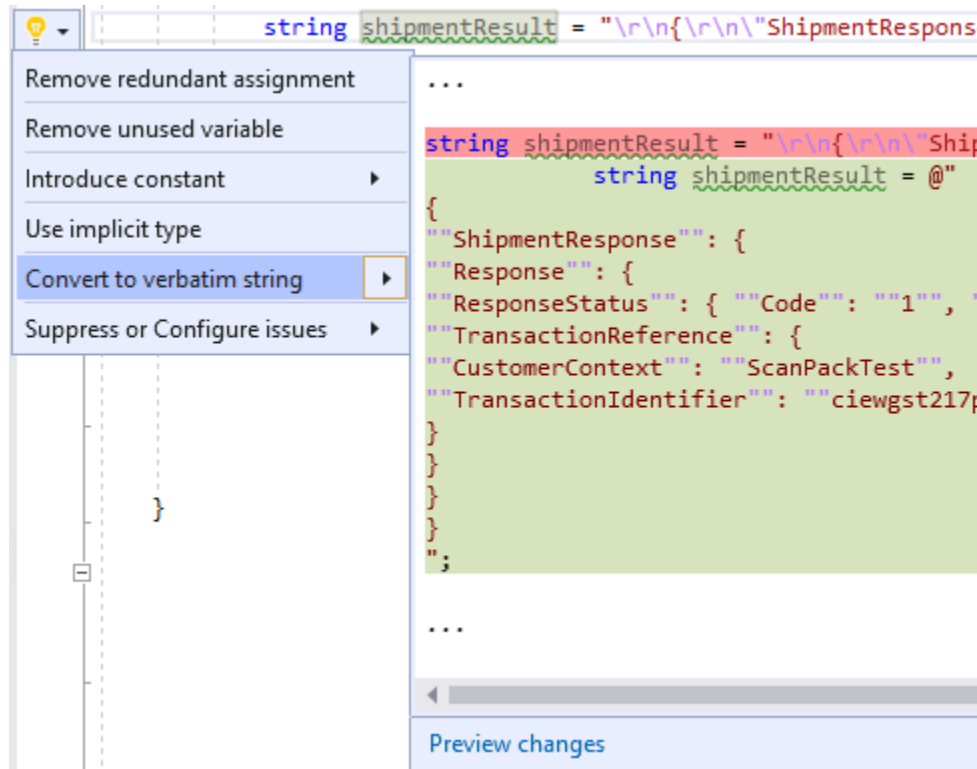 string shipmentResult = "\r\n{\r\n\"ShipmentRespons
Remove redundant assignment
Remove unused variable
Introduce constant
Use implicit type
Convert to verbatim string
Suppress or Configure issues
...
string shipmentResult = "\r\n{\r\n\"Ship
string shipmentResult = @"
{
""ShipmentResponse"": {
""Response"": {
""ResponseStatus"": { ""Code"": ""1"", "
""TransactionReference"": {
""CustomerContext"": ""ScanPackTest"",
""TransactionIdentifier"": ""ciewgst217p
}
}
}
}
";
...
Preview changes
}